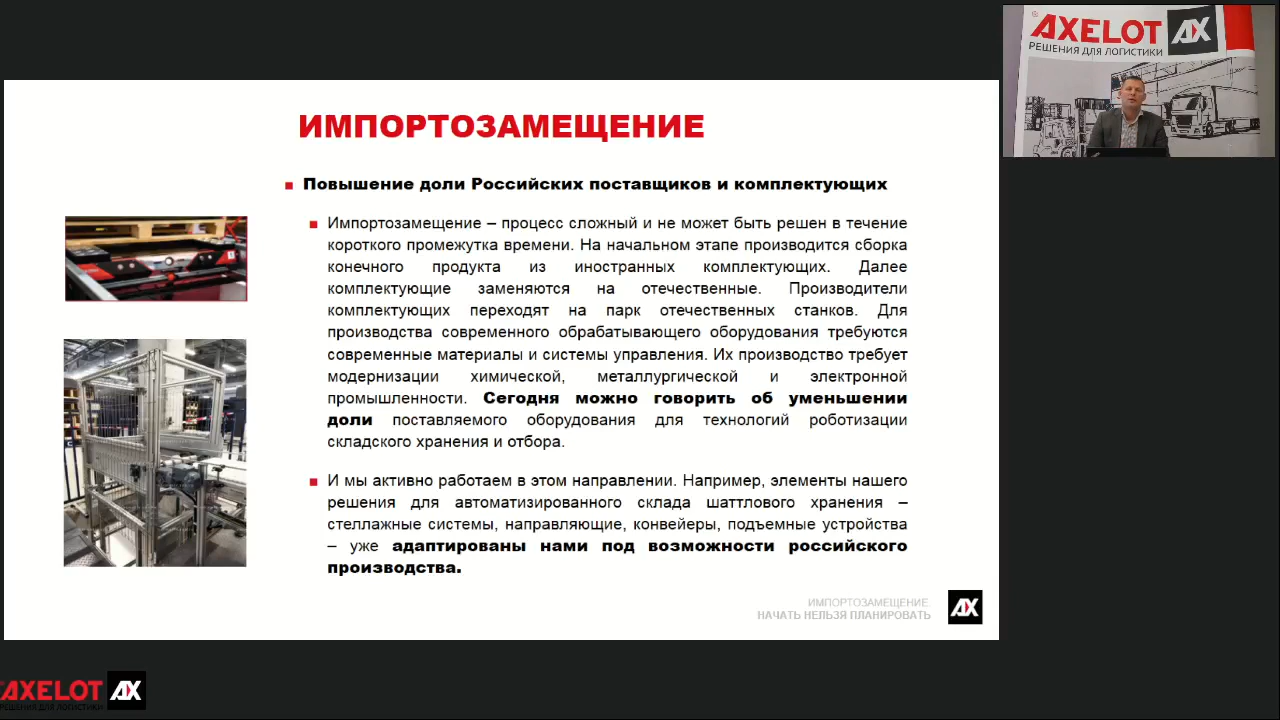 AXELOT AX
РЕШЕНИЯ ДЛЯ ЛОГИСТИКИ
ИМПОРТОЗАМЕЩЕНИЕ
Повышение доли Российских поставщиков и комплектующих
Импортозамещение – процесс сложный и не может быть решен в течение
короткого промежутка времени. На начальном этапе производится сборка
конечного продукта из иностранных комплектующих. Далее
комплектующие заменяются на отечественные. Производители
комплектующих переходят на парк отечественных станков. Для
производства современного обрабатывающего оборудования требуются
современные материалы и системы управления. Их производство требует
модернизации химической, металлургической и электронной
промышленности. Сегодня можно говорить об уменьшении
доли поставляемого оборудования для технологий роботизации
складского хранения и отбора.
И мы активно работаем в этом направлении. Например, элементы нашего
решения для автоматизированного склада шаттлового хранения –
стеллажные системы, направляющие, конвейеры, подъемные устройства
– уже адаптированы нами под возможности российского
производства.
ИМПОРТОЗАМЕЩЕНИЕ.
НАЧАТЬ НЕЛЬЗЯ ПЛАНИРОВАТЬ
AX
AXELOT AX
РЕШЕНИЯ ДЛЯ ЛОГИСТИКИ